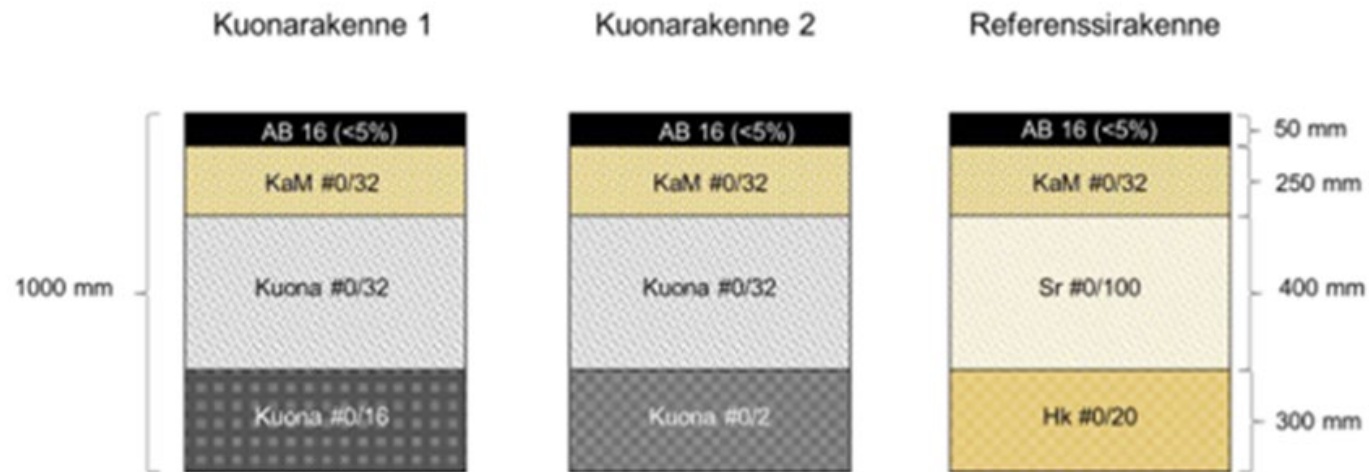 Kuonarakenne 1
Kuonarakenne 2
Referenssirakenne
AB 16 (<5%)
AB 16 (<5%)
AB 16 (<5%)
50 mm
KaM #0/32
KaM #0/32
KaM #0/32
250 mm
1000 mm
Kuona #0/32
Kuona #0/32
Sr #0/100
400 mm
Kuona #0/16
Kuona #0/2
Hk #0/20
300 mm